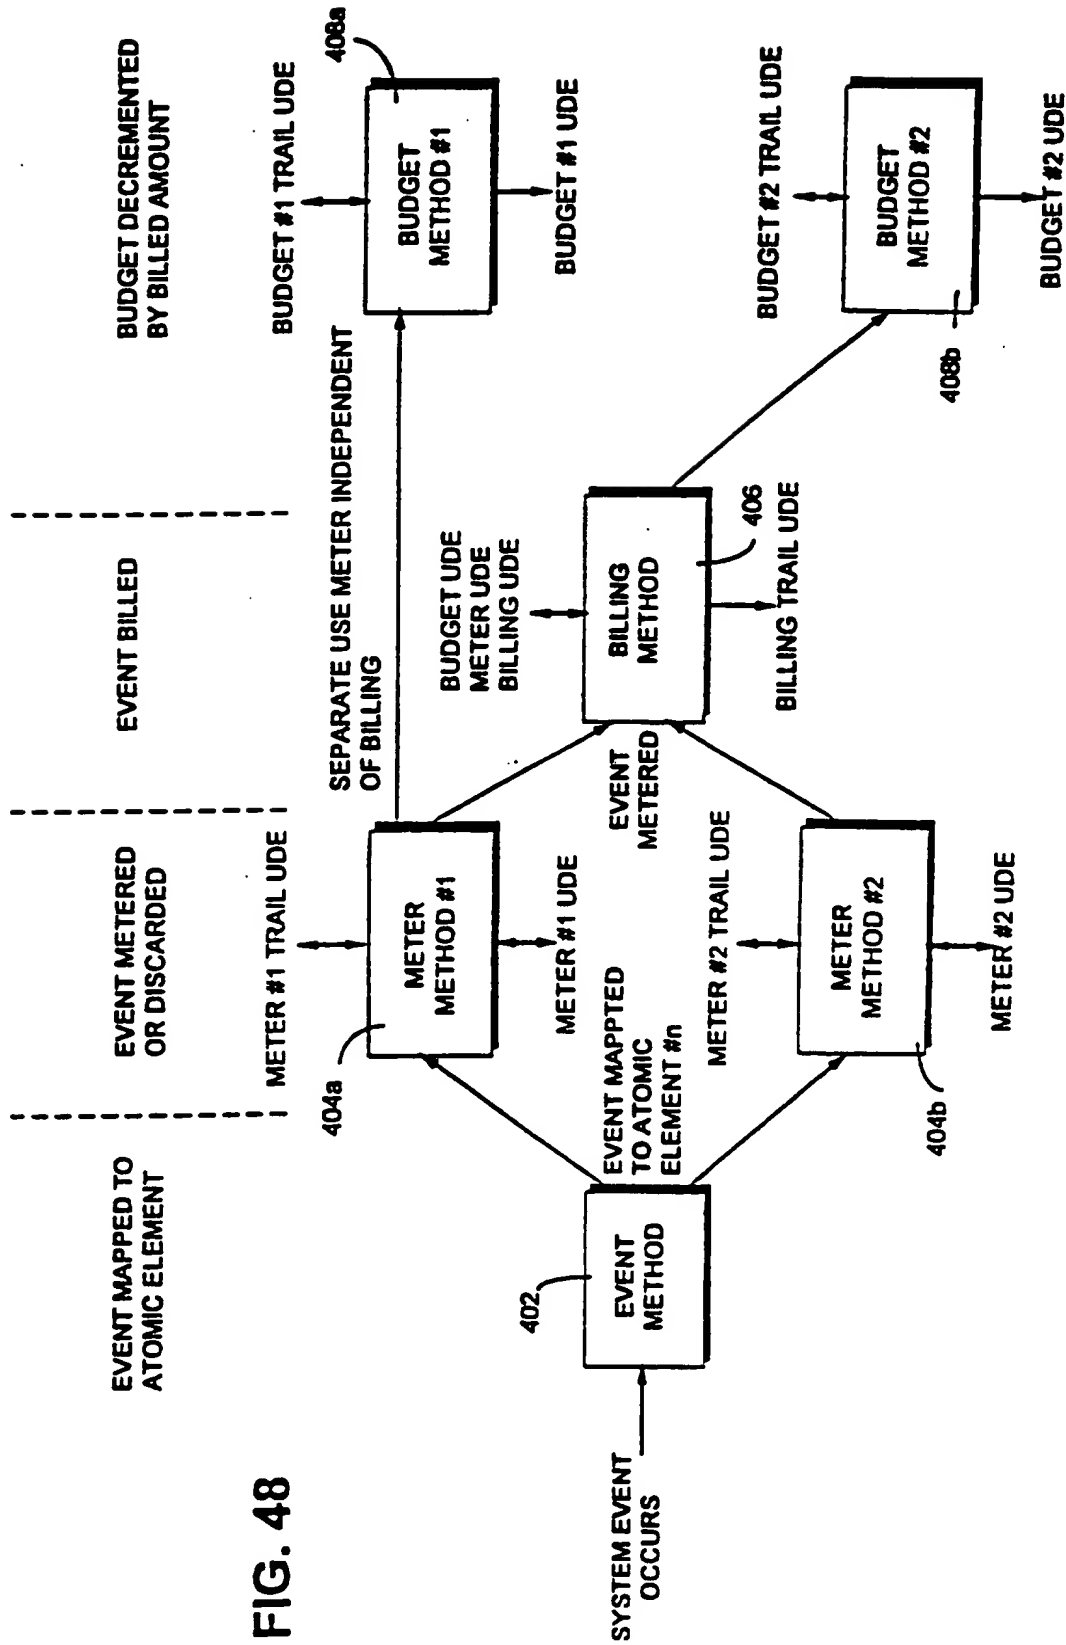 FIG. 48
EVENT MAPPED TO
ATOMIC ELEMENT
EVENT METERED
OR DISCARDED
EVENT BILLED
BUDGET DECREMENTED
BY BILLED AMOUNT
SYSTEM EVENT
OCCURS
402
EVENT
METHOD
EVENT MAPPTED
TO ATOMIC
ELEMENT #n
METER #1 TRAIL UDE
404a
METER
METHOD #1
METER #1 UDE
METER #2 TRAIL UDE
METER
METHOD #2
404b
METER #2 UDE
SEPARATE USE METER INDEPENDENT
OF BILLING
EVENT
METERED
BUDGET UDE
METER UDE
BILLING UDE
BILLING
METHOD
406
BILLING TRAIL UDE
BUDGET #1 TRAIL UDE
408a
BUDGET
METHOD #1
BUDGET #1 UDE
BUDGET #2 TRAIL UDE
BUDGET
METHOD #2
408b
BUDGET #2 UDE